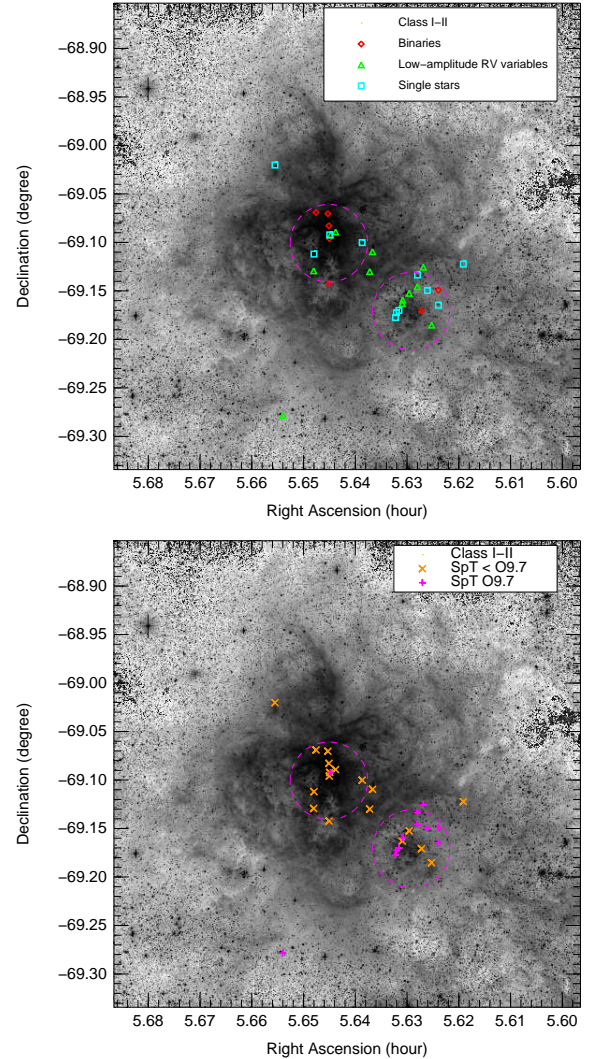 Class I−II
Binaries
Low−amplitude RV variables
Single stars
−68.90
−68.95
−69.00
−69.05
−69.10
−69.15
−69.20
−69.25
−69.30
Declination (degree)
5.68 5.67 5.66 5.65 5.64 5.63 5.62 5.61 5.60
Right Ascension (hour)
Class I−II
SpT < O9.7
SpT O9.7
−68.90
−68.95
−69.00
−69.05
−69.10
−69.15
−69.20
−69.25
−69.30
Declination (degree)
5.68 5.67 5.66 5.65 5.64 5.63 5.62 5.61 5.60
Right Ascension (hour)